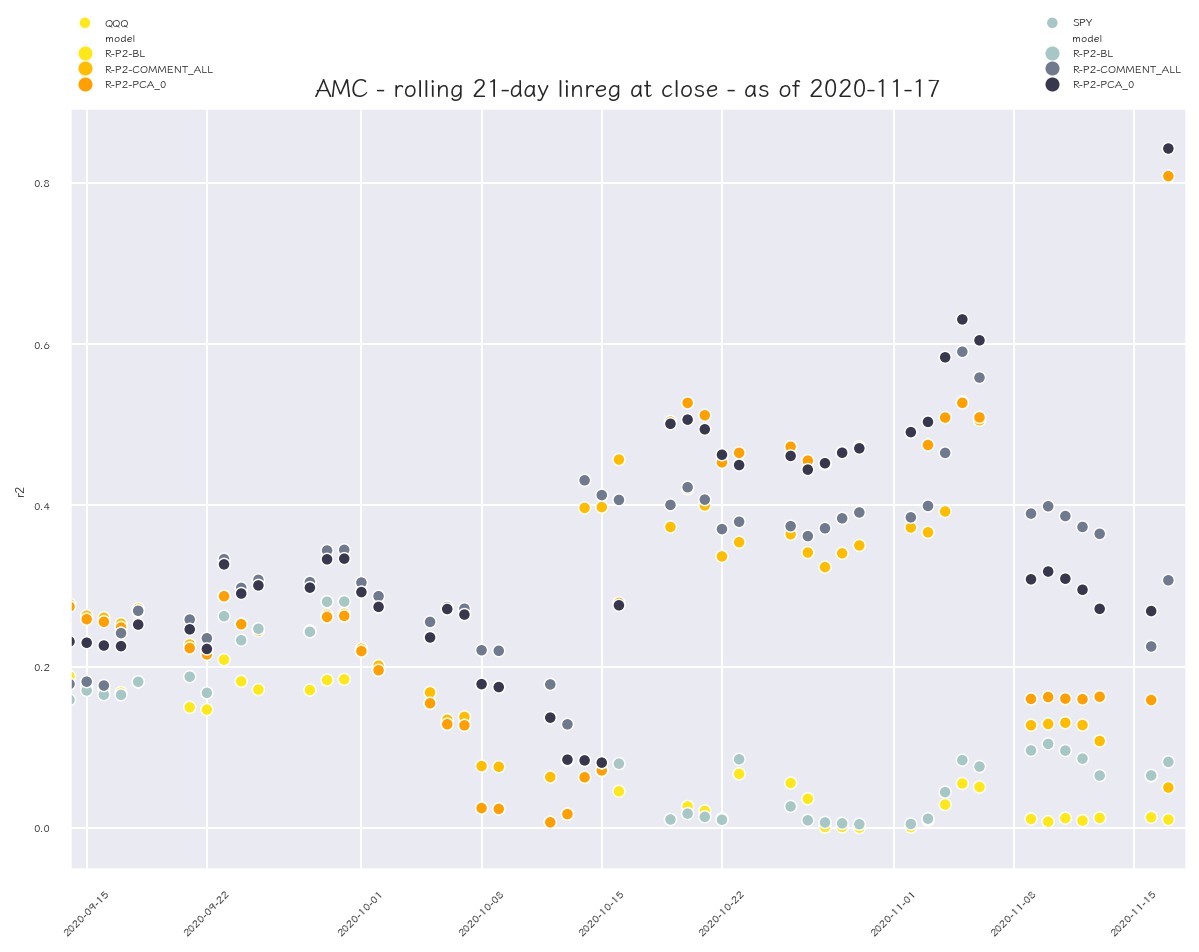 QQQ
model
R-P2-BL
R-P2-COMMENT_ALL
R-P2-PCA_0
SPY
model
R-P2-BL
R-P2-COMMENT_ALL
R-P2-PCA_0
AMC - rolling 21-day linreg at close - as of 2020-11-17
r2
0.8
0.6
0.4
0.2
0.0
2020-09-15
2020-09-22
2020-10-01
2020-10-08
2020-10-15
2020-10-22
2020-11-01
2020-11-08
2020-11-15